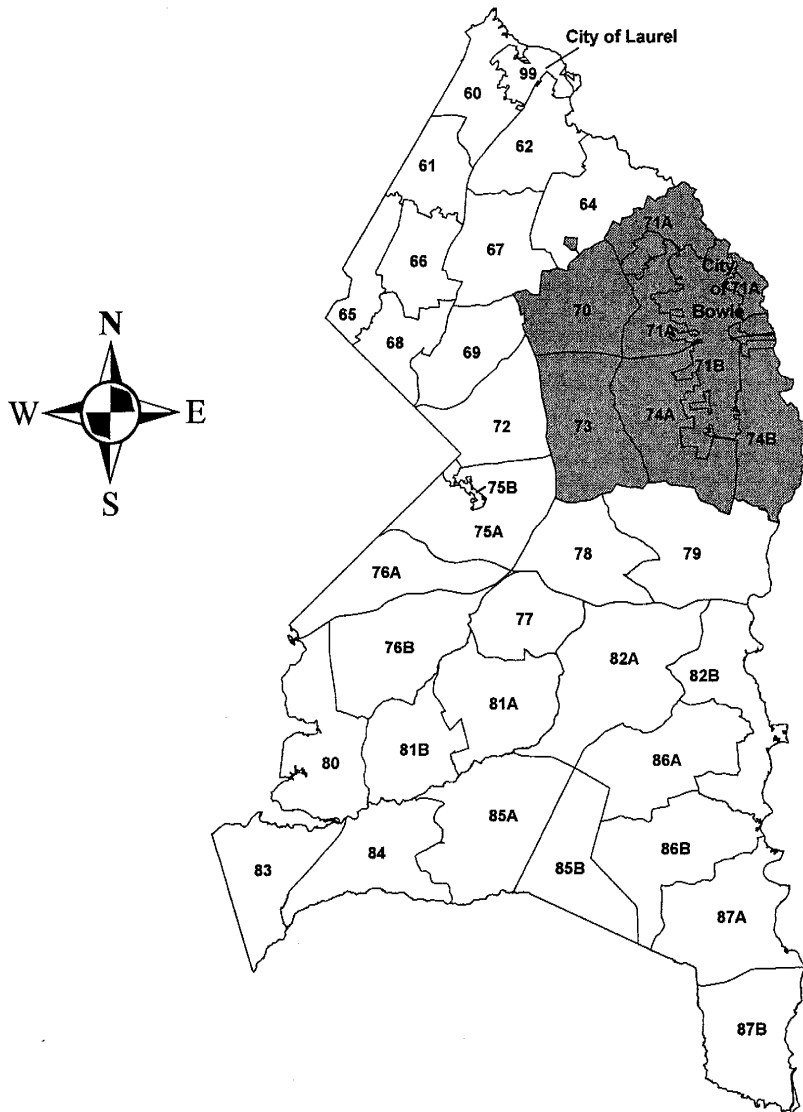 City of Laurel
99
60
62
61
64
71A
66
67
City
of 71A
Bowie
70
65
68
71A
69
71B
N
W E
S
72
73
74A
74B
75B
75A
78
79
76A
77
76B
82A
82B
81A
81B
80
86A
85A
86B
84
83
85B
87A
87B